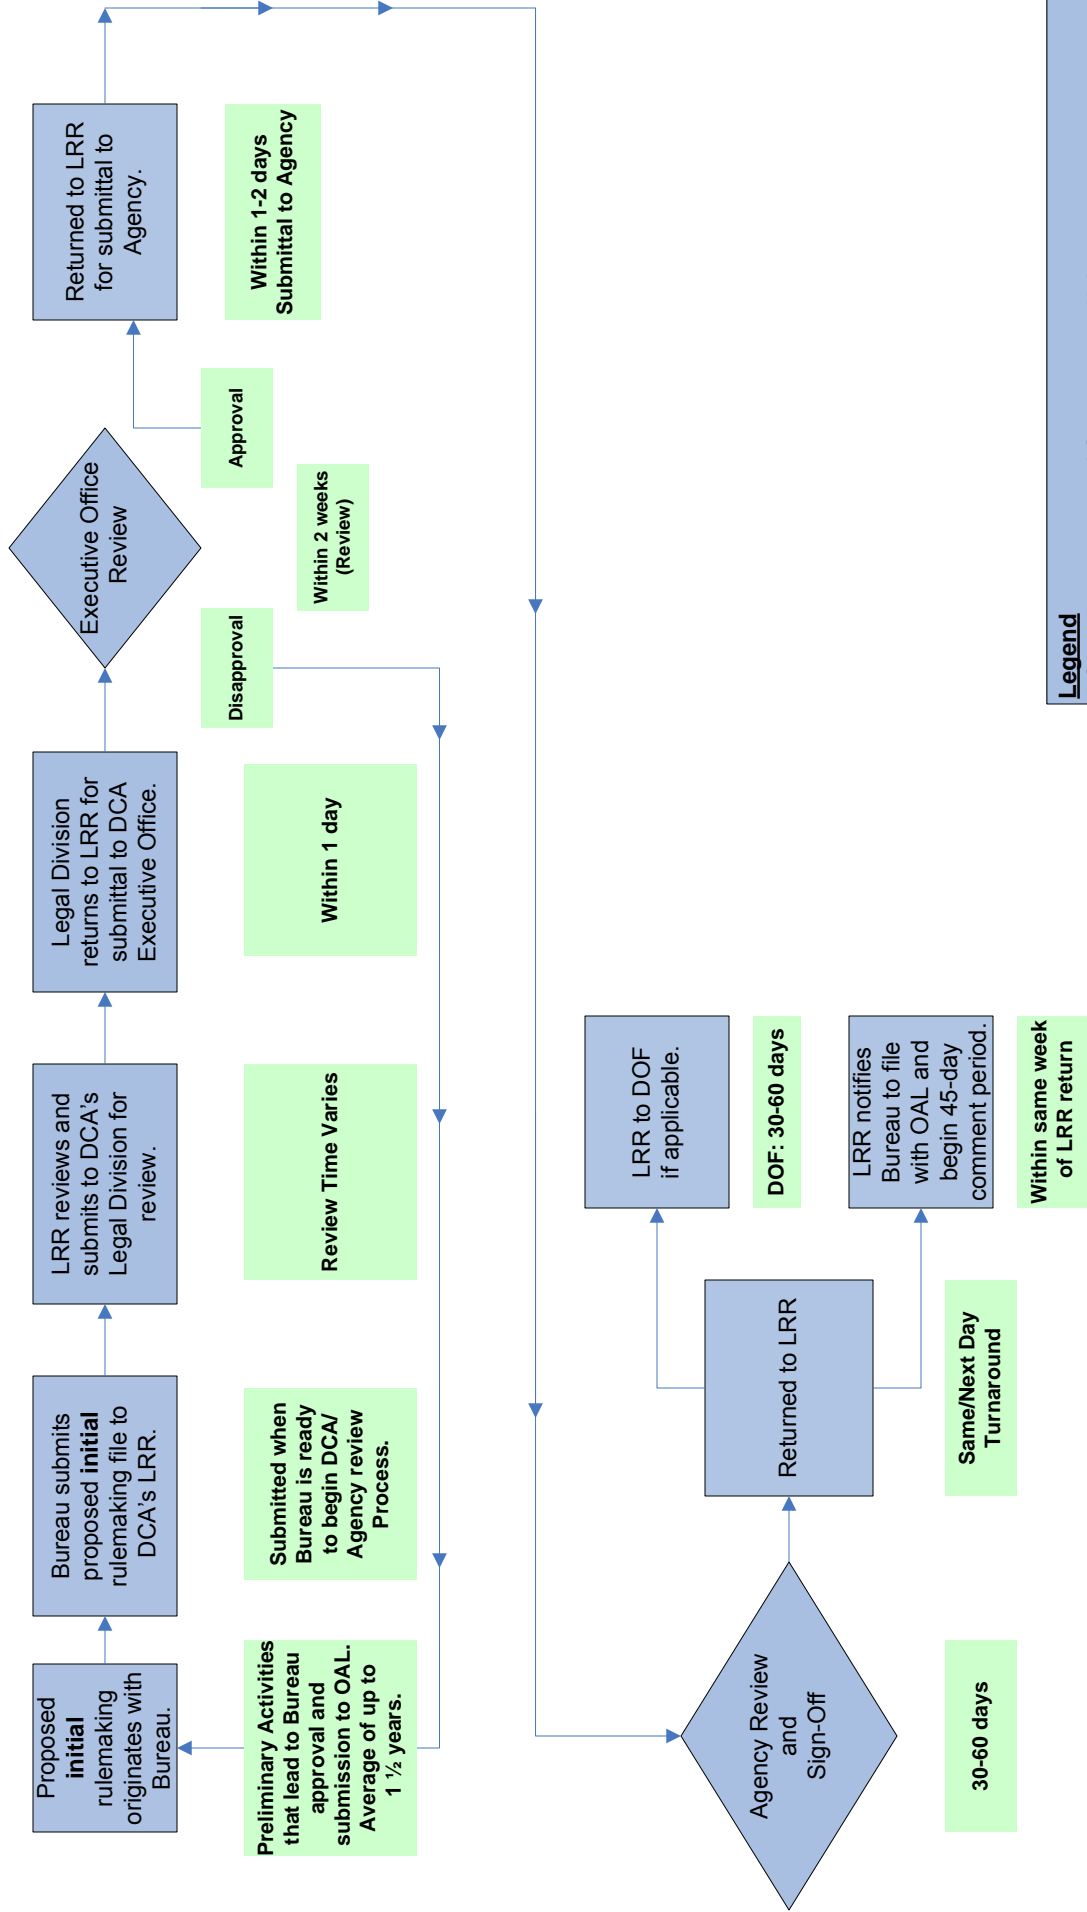 Proposed
initial
rulemaking
originates with
Bureau.
Bureau submits
proposed initial
rulemaking file to
DCA's LRR.
LRR reviews and
submits to DCA's
Legal Division for
review.
Legal Division
returns to LRR for
submittal to DCA
Executive Office.
Executive Office
Review
Returned to LRR
for submittal to
Agency.
Preliminary Activities
that lead to Bureau
approval and
submission to OAL.
Average of up to
1 ½ years.
Submitted when
Bureau is ready
to begin DCA/
Agency review
Process.
Review Time Varies
Within 1 day
Disapproval
Within 2 weeks
(Review)
Approval
Within 1-2 days
Submittal to Agency
Agency Review
and
Sign-Off
30-60 days
Returned to LRR
Same/Next Day
Turnaround
LRR to DOF
if applicable.
DOF: 30-60 days
LRR notifies
Bureau to file
with OAL and
begin 45-day
comment period.
Within same week
of LRR return
Legend